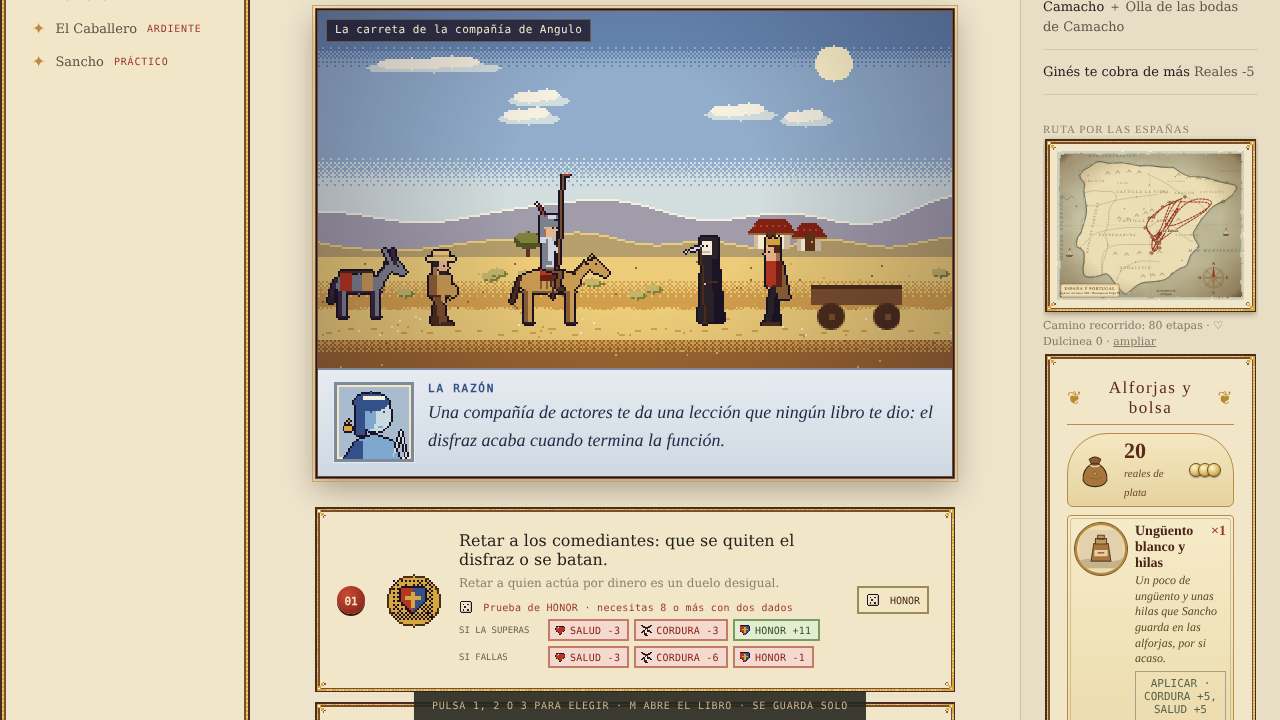 El Caballero ARDIENTE
Sancho PRÁCTICO
La carreta de la compañía de Angulo
LA RAZÓN
Una compañía de actores te da una lección que ningún libro te dio: el
disfraz acaba cuando termina la función.
01
Retar a los comediantes: que se quiten el
disfraz o se batan.
Retar a quien actúa por dinero es un duelo desigual.
Prueba de HONOR · necesitas 8 o más con dos dados
SI LA SUPERAS SALUD -3 CORDURA -3 HONOR +11
SI FALLAS SALUD -3 CORDURA -6 HONOR -1
HONOR
PULSA 1, 2 O 3 PARA ELEGIR · M ABRE EL LIBRO · SE GUARDA SOLO
Camacho + Olla de las bodas
de Camacho
Ginés te cobra de más Reales -5
RUTA POR LAS ESPAÑAS
ESPAÑA Y PORTUGAL
Camino recorrido: 80 etapas · ♡
Dulcinea 0 · ampliar
Alforjas y
bolsa
20
reales de
plata
Ungüento ×1
blanco y
hilas
Un poco de
ungüento y unas
hilas que Sancho
guarda en las
alforjas, por si
acaso.
APLICAR ·
CORDURA +5,
SALUD +5